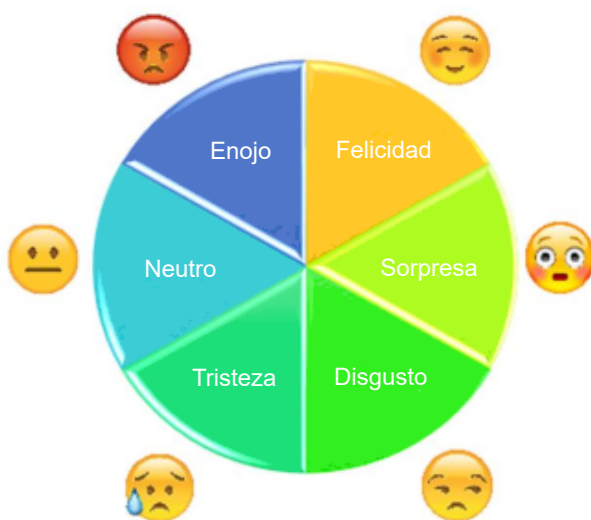 Enojo
Felicidad
Neutro
Sorpresa
Tristeza
Disgusto